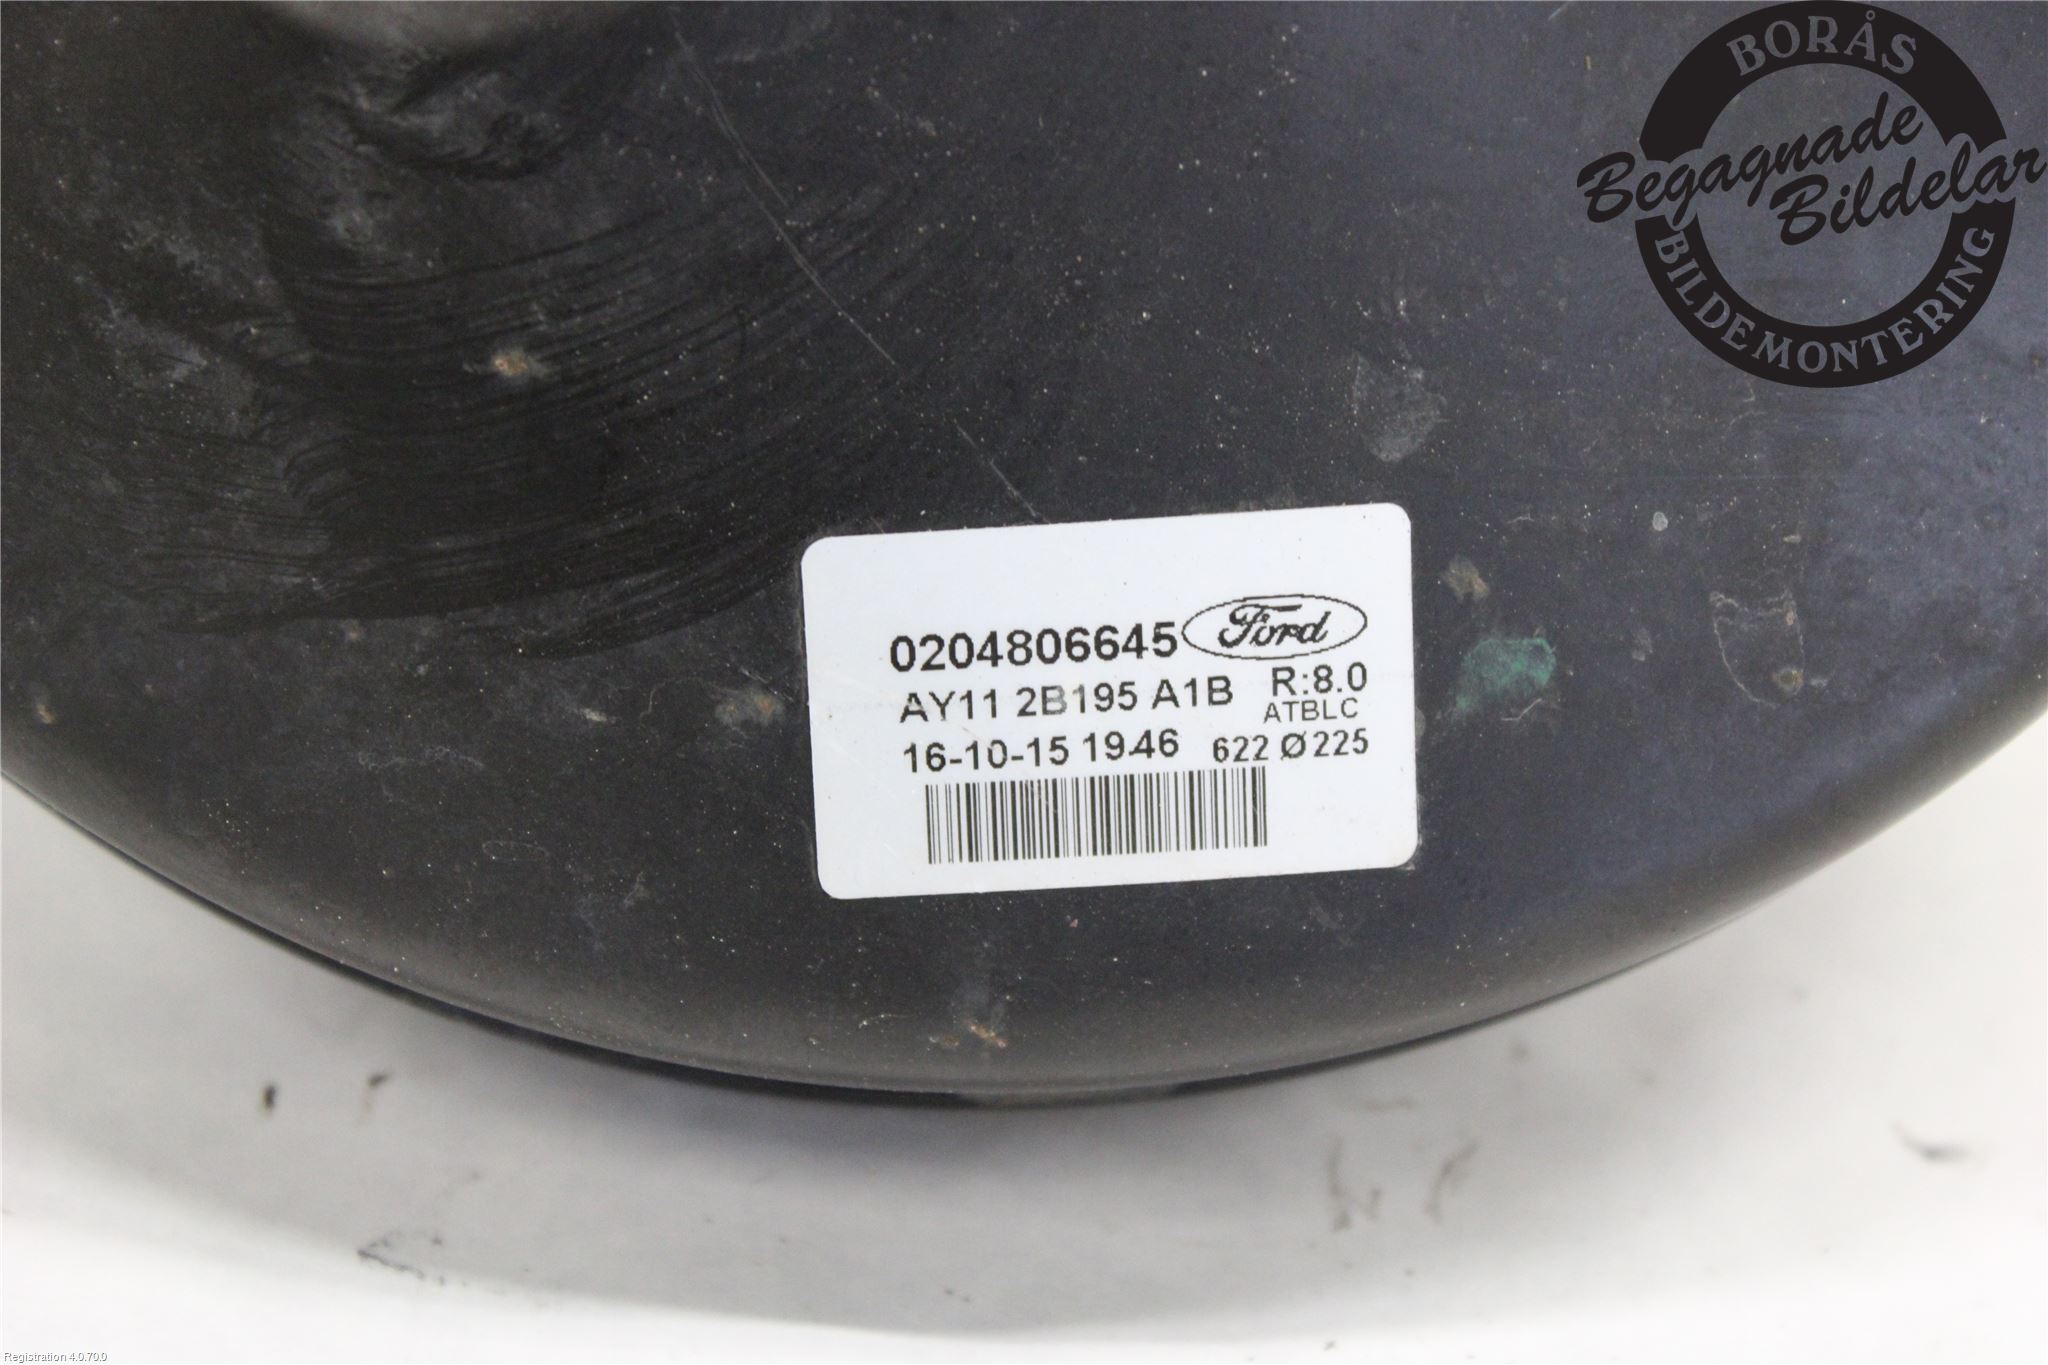 BORÅS
Begagnade
Bildelar
BILDEMONTERING
0204806645 Ford
AY11 2B195 A1B R:8.0
ATBLC
16-10-15 19:46 622 Ø 225
Registration 4.0.70.0